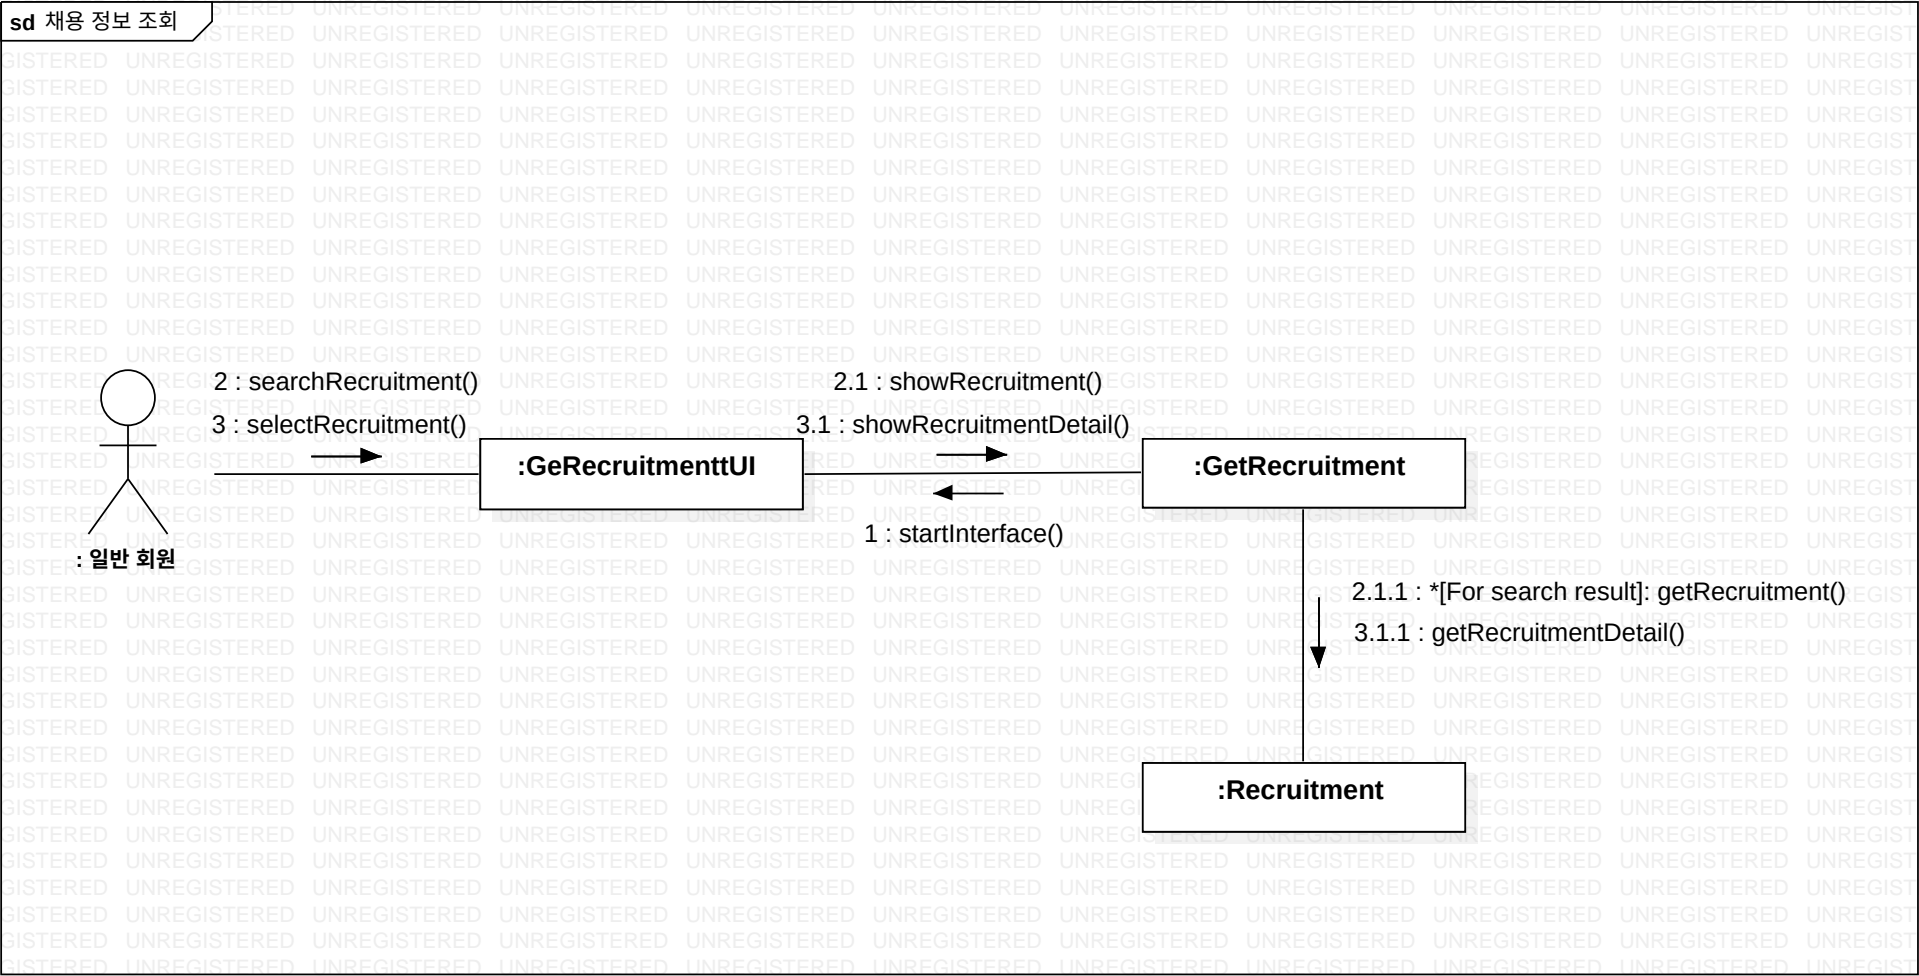 sd 채용 정보 조회
2 : searchRecruitment()
3 : selectRecruitment()
2.1 : showRecruitment()
3.1 : showRecruitmentDetail()
:GeRecruitmenttUI
:GetRecruitment
1 : startInterface()
: 일반 회원
2.1.1 : *[For search result]: getRecruitment()
3.1.1 : getRecruitmentDetail()
:Recruitment
UNREGISTERED